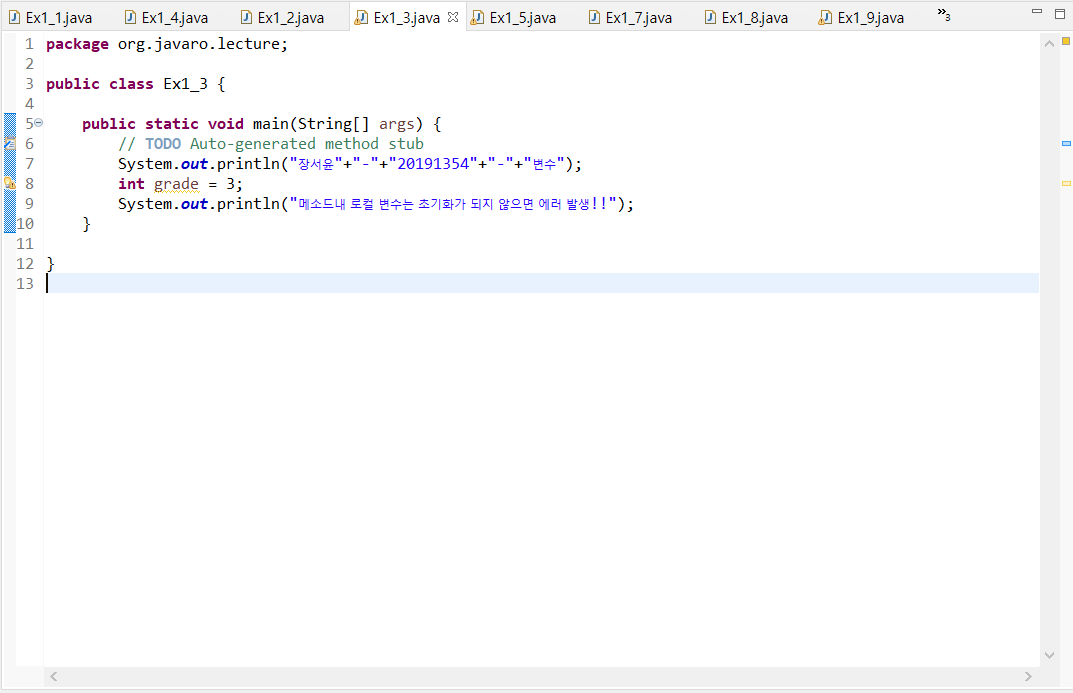 Ex1_1.java Ex1_4.java Ex1_2.java Ex1_3.java Ex1_5.java Ex1_7.java Ex1_8.java Ex1_9.java »3
1 package org.javaro.lecture;
2
3 public class Ex1_3 {
4
5 public static void main(String[] args) {
6 // TODO Auto-generated method stub
7 System.out.println("장서윤"+"-"+"20191354"+"-"+"변수");
8 int grade = 3;
9 System.out.println("메소드내 로컬 변수는 초기화가 되지 않으면 에러 발생!!");
10 }
11
12 }
13